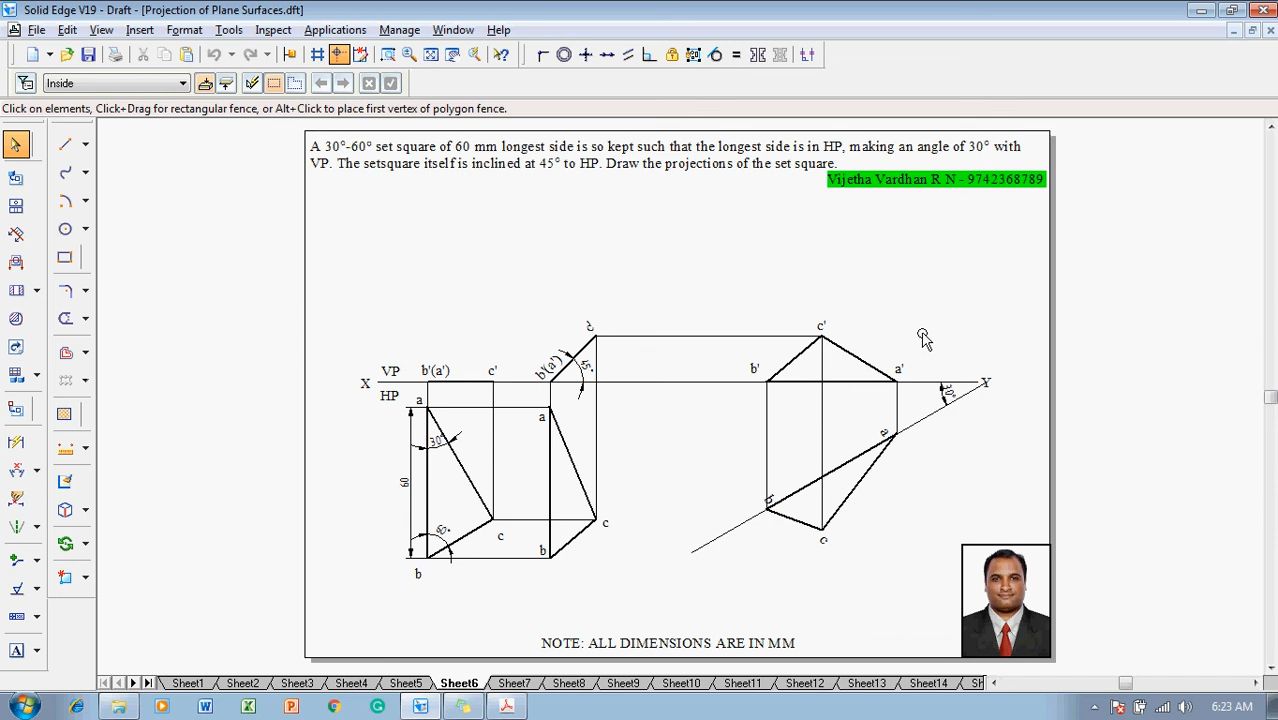 Solid Edge V19 - Draft - [Projection of Plane Surfaces.dft]
File Edit View Insert Format Tools Inspect Applications Manage Window Help
Inside
Click on elements, Click+Drag for rectangular fence, or Alt+Click to place first vertex of polygon fence.
A 30°-60° set square of 60 mm longest side is so kept such that the longest side is in HP, making an angle of 30° with
VP. The setsquare itself is inclined at 45° to HP. Draw the projections of the set square.
Vijetha Vardhan R N - 9742368789
c' c'
b'(a') 45°
X VP b'(a') c' b' a' Y
HP 30°
a a a
30°
60
b
60° c c c
b b
NOTE: ALL DIMENSIONS ARE IN MM
Sheet1 Sheet2 Sheet3 Sheet4 Sheet5 Sheet6 Sheet7 Sheet8 Sheet9 Sheet10 Sheet11 Sheet12 Sheet13 Sheet14 Sl
6:23 AM